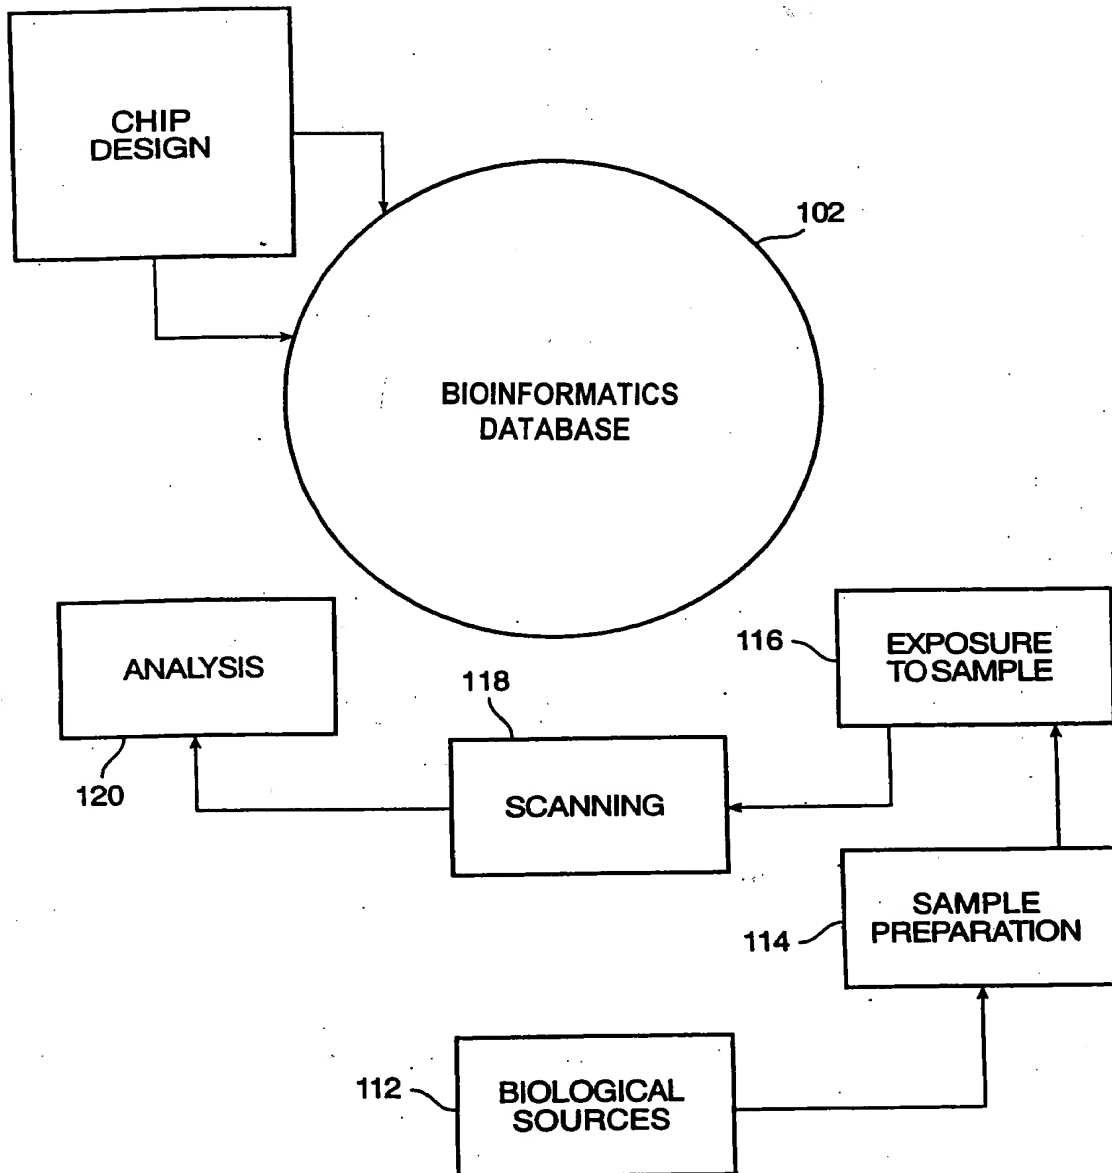 CHIP
DESIGN
102
BIOINFORMATICS
DATABASE
116
EXPOSURE
TO SAMPLE
ANALYSIS
118
120
SCANNING
SAMPLE
PREPARATION
114
112
BIOLOGICAL
SOURCES